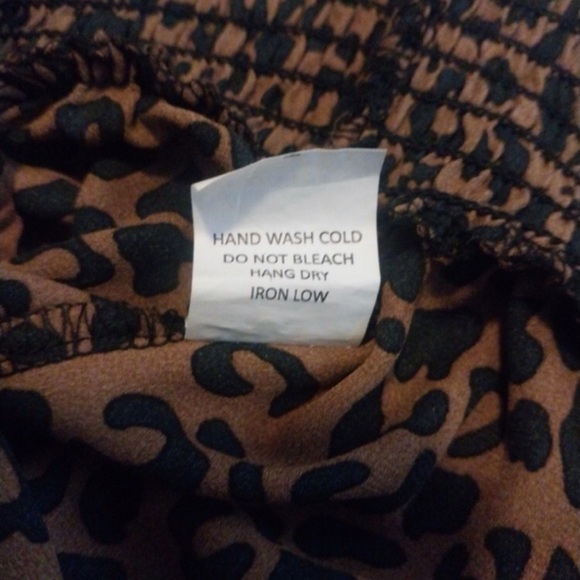 HAND WASH COLD
DO NOT BLEACH
HANG DRY
IRON LOW